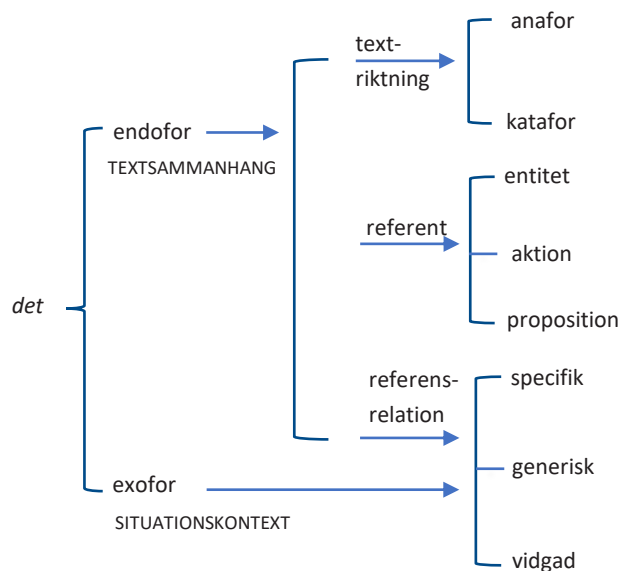 text-
riktning
anafor
katafor
endofor
TEXTSAMMANHANG
entitet
referent
aktion
det
proposition
referens-
relation
specifik
generisk
exofor
SITUATIONSKONTEXT
vidgad